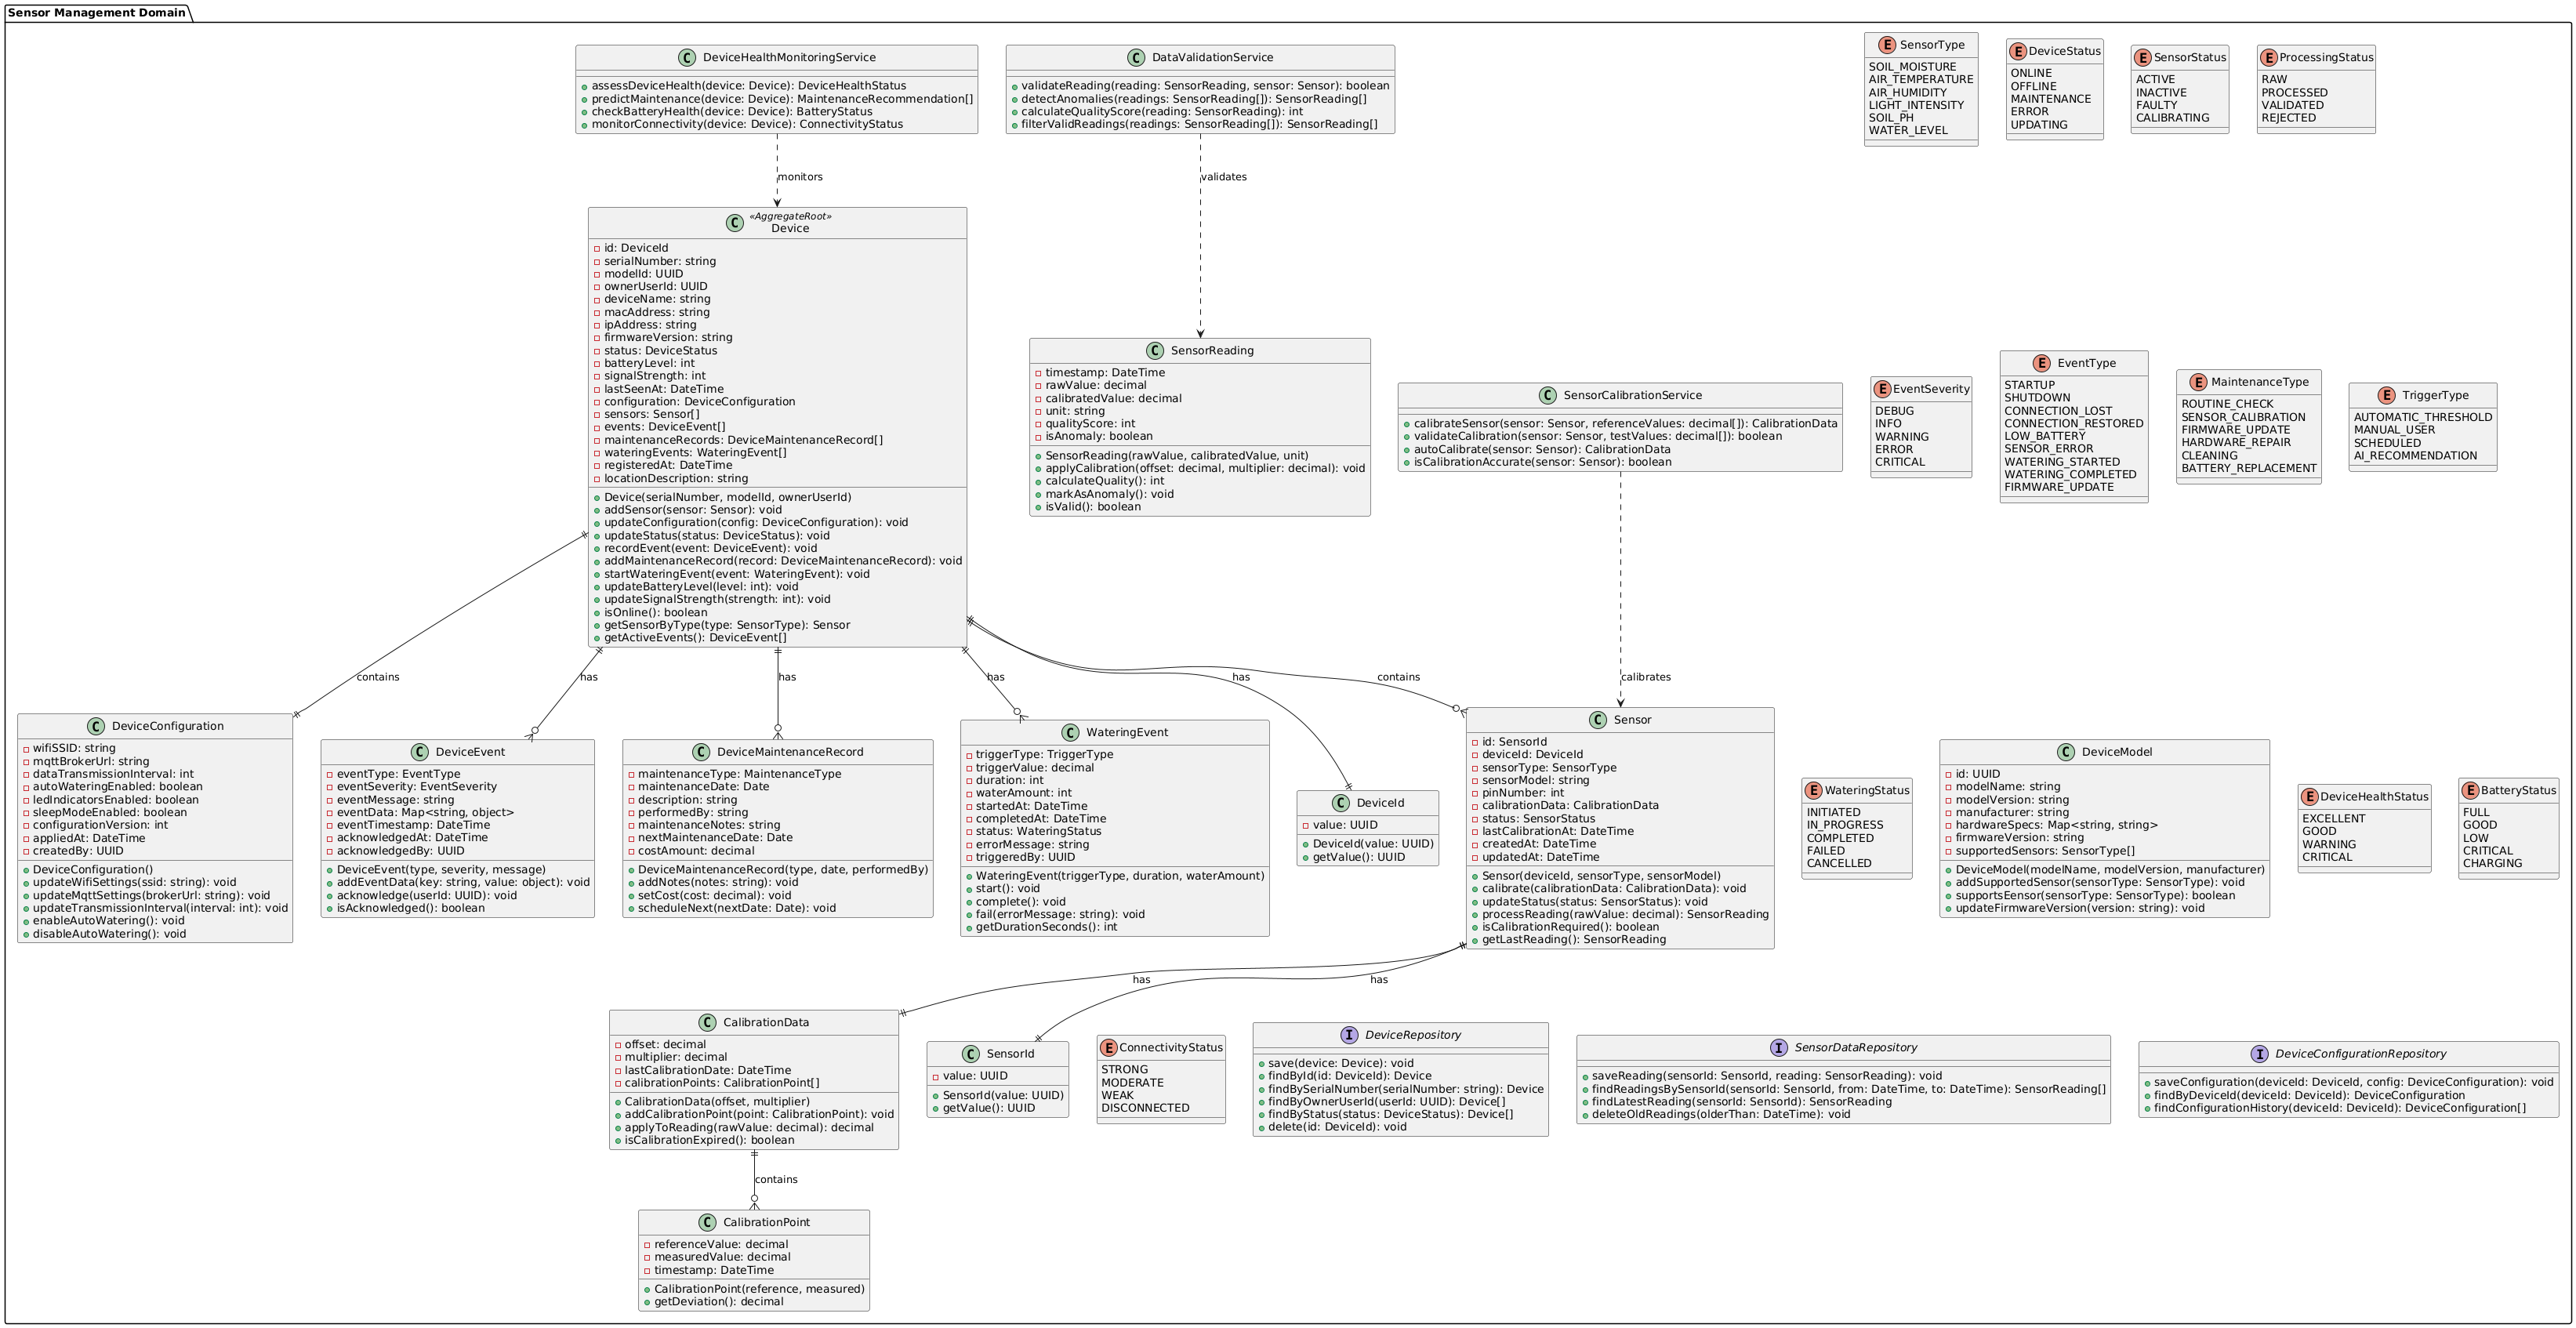 Sensor Management Domain
C DeviceHealthMonitoringService
assessDeviceHealth(device: Device): DeviceHealthStatus
predictMaintenance(device: Device): MaintenanceRecommendation[]
checkBatteryHealth(device: Device): BatteryStatus
monitorConnectivity(device: Device): ConnectivityStatus
C DataValidationService
validateReading(reading: SensorReading, sensor: Sensor): boolean
detectAnomalies(readings: SensorReading[]): SensorReading[]
calculateQualityScore(reading: SensorReading): int
filterValidReadings(readings: SensorReading[]): SensorReading[]
E SensorType
SOIL_MOISTURE
AIR_TEMPERATURE
AIR_HUMIDITY
LIGHT_INTENSITY
SOIL_PH
WATER_LEVEL
E DeviceStatus
ONLINE
OFFLINE
MAINTENANCE
ERROR
UPDATING
E SensorStatus
ACTIVE
INACTIVE
FAULTY
CALIBRATING
E ProcessingStatus
RAW
PROCESSED
VALIDATED
REJECTED
monitors
validates
C «AggregateRoot»
Device
id: DeviceId
serialNumber: string
modelId: UUID
ownerUserId: UUID
deviceName: string
macAddress: string
ipAddress: string
firmwareVersion: string
status: DeviceStatus
batteryLevel: int
signalStrength: int
lastSeenAt: DateTime
configuration: DeviceConfiguration
sensors: Sensor[]
events: DeviceEvent[]
maintenanceRecords: DeviceMaintenanceRecord[]
wateringEvents: WateringEvent[]
registeredAt: DateTime
locationDescription: string
Device(serialNumber, modelId, ownerUserId)
addSensor(sensor: Sensor): void
updateConfiguration(config: DeviceConfiguration): void
updateStatus(status: DeviceStatus): void
recordEvent(event: DeviceEvent): void
addMaintenanceRecord(record: DeviceMaintenanceRecord): void
startWateringEvent(event: WateringEvent): void
updateBatteryLevel(level: int): void
updateSignalStrength(strength: int): void
isOnline(): boolean
getSensorByType(type: SensorType): Sensor
getActiveEvents(): DeviceEvent[]
C SensorReading
timestamp: DateTime
rawValue: decimal
calibratedValue: decimal
unit: string
qualityScore: int
isAnomaly: boolean
SensorReading(rawValue, calibratedValue, unit)
applyCalibration(offset: decimal, multiplier: decimal): void
calculateQuality(): int
markAsAnomaly(): void
isValid(): boolean
C SensorCalibrationService
calibrateSensor(sensor: Sensor, referenceValues: decimal[]): CalibrationData
validateCalibration(sensor: Sensor, testValues: decimal[]): boolean
autoCalibrate(sensor: Sensor): CalibrationData
isCalibrationAccurate(sensor: Sensor): boolean
E EventSeverity
DEBUG
INFO
WARNING
ERROR
CRITICAL
E EventType
STARTUP
SHUTDOWN
CONNECTION_LOST
CONNECTION_RESTORED
LOW_BATTERY
SENSOR_ERROR
WATERING_STARTED
WATERING_COMPLETED
FIRMWARE_UPDATE
E MaintenanceType
ROUTINE_CHECK
SENSOR_CALIBRATION
FIRMWARE_UPDATE
HARDWARE_REPAIR
CLEANING
BATTERY_REPLACEMENT
E TriggerType
AUTOMATIC_THRESHOLD
MANUAL_USER
SCHEDULED
AI_RECOMMENDATION
contains
has
has
has
has
contains
calibrates
C DeviceConfiguration
wifiSSID: string
mqttBrokerUrl: string
dataTransmissionInterval: int
autoWateringEnabled: boolean
ledIndicatorsEnabled: boolean
sleepModeEnabled: boolean
configurationVersion: int
appliedAt: DateTime
createdBy: UUID
DeviceConfiguration()
updateWifiSettings(ssid: string): void
updateMqttSettings(brokerUrl: string): void
updateTransmissionInterval(interval: int): void
enableAutoWatering(): void
disableAutoWatering(): void
C DeviceEvent
eventType: EventType
eventSeverity: EventSeverity
eventMessage: string
eventData: Map<string, object>
eventTimestamp: DateTime
acknowledgedAt: DateTime
acknowledgedBy: UUID
DeviceEvent(type, severity, message)
addEventData(key: string, value: object): void
acknowledge(userId: UUID): void
isAcknowledged(): boolean
C DeviceMaintenanceRecord
maintenanceType: MaintenanceType
maintenanceDate: Date
description: string
performedBy: string
maintenanceNotes: string
nextMaintenanceDate: Date
costAmount: decimal
DeviceMaintenanceRecord(type, date, performedBy)
addNotes(notes: string): void
setCost(cost: decimal): void
scheduleNext(nextDate: Date): void
C WateringEvent
triggerType: TriggerType
triggerValue: decimal
duration: int
waterAmount: int
startedAt: DateTime
completedAt: DateTime
status: WateringStatus
errorMessage: string
triggeredBy: UUID
WateringEvent(triggerType, duration, waterAmount)
start(): void
complete(): void
fail(errorMessage: string): void
getDurationSeconds(): int
C DeviceId
value: UUID
DeviceId(value: UUID)
getValue(): UUID
C Sensor
id: SensorId
deviceId: DeviceId
sensorType: SensorType
sensorModel: string
pinNumber: int
calibrationData: CalibrationData
status: SensorStatus
lastCalibrationAt: DateTime
createdAt: DateTime
updatedAt: DateTime
Sensor(deviceId, sensorType, sensorModel)
calibrate(calibrationData: CalibrationData): void
updateStatus(status: SensorStatus): void
processReading(rawValue: decimal): SensorReading
isCalibrationRequired(): boolean
getLastReading(): SensorReading
E WateringStatus
INITIATED
IN_PROGRESS
COMPLETED
FAILED
CANCELLED
C DeviceModel
id: UUID
modelName: string
modelVersion: string
manufacturer: string
hardwareSpecs: Map<string, string>
firmwareVersion: string
supportedSensors: SensorType[]
DeviceModel(modelName, modelVersion, manufacturer)
addSupportedSensor(sensorType: SensorType): void
supportsEensor(sensorType: SensorType): boolean
updateFirmwareVersion(version: string): void
E DeviceHealthStatus
EXCELLENT
GOOD
WARNING
CRITICAL
E BatteryStatus
FULL
GOOD
LOW
CRITICAL
CHARGING
has
has
C CalibrationData
offset: decimal
multiplier: decimal
lastCalibrationDate: DateTime
calibrationPoints: CalibrationPoint[]
CalibrationData(offset, multiplier)
addCalibrationPoint(point: CalibrationPoint): void
applyToReading(rawValue: decimal): decimal
isCalibrationExpired(): boolean
C SensorId
value: UUID
SensorId(value: UUID)
getValue(): UUID
E ConnectivityStatus
STRONG
MODERATE
WEAK
DISCONNECTED
I DeviceRepository
save(device: Device): void
findById(id: DeviceId): Device
findBySerialNumber(serialNumber: string): Device
findByOwnerUserId(userId: UUID): Device[]
findByStatus(status: DeviceStatus): Device[]
delete(id: DeviceId): void
I SensorDataRepository
saveReading(sensorId: SensorId, reading: SensorReading): void
findReadingsBySensorId(sensorId: SensorId, from: DateTime, to: DateTime): SensorReading[]
findLatestReading(sensorId: SensorId): SensorReading
deleteOldReadings(olderThan: DateTime): void
I DeviceConfigurationRepository
saveConfiguration(deviceId: DeviceId, config: DeviceConfiguration): void
findByDeviceId(deviceId: DeviceId): DeviceConfiguration
findConfigurationHistory(deviceId: DeviceId): DeviceConfiguration[]
contains
C CalibrationPoint
referenceValue: decimal
measuredValue: decimal
timestamp: DateTime
CalibrationPoint(reference, measured)
getDeviation(): decimal